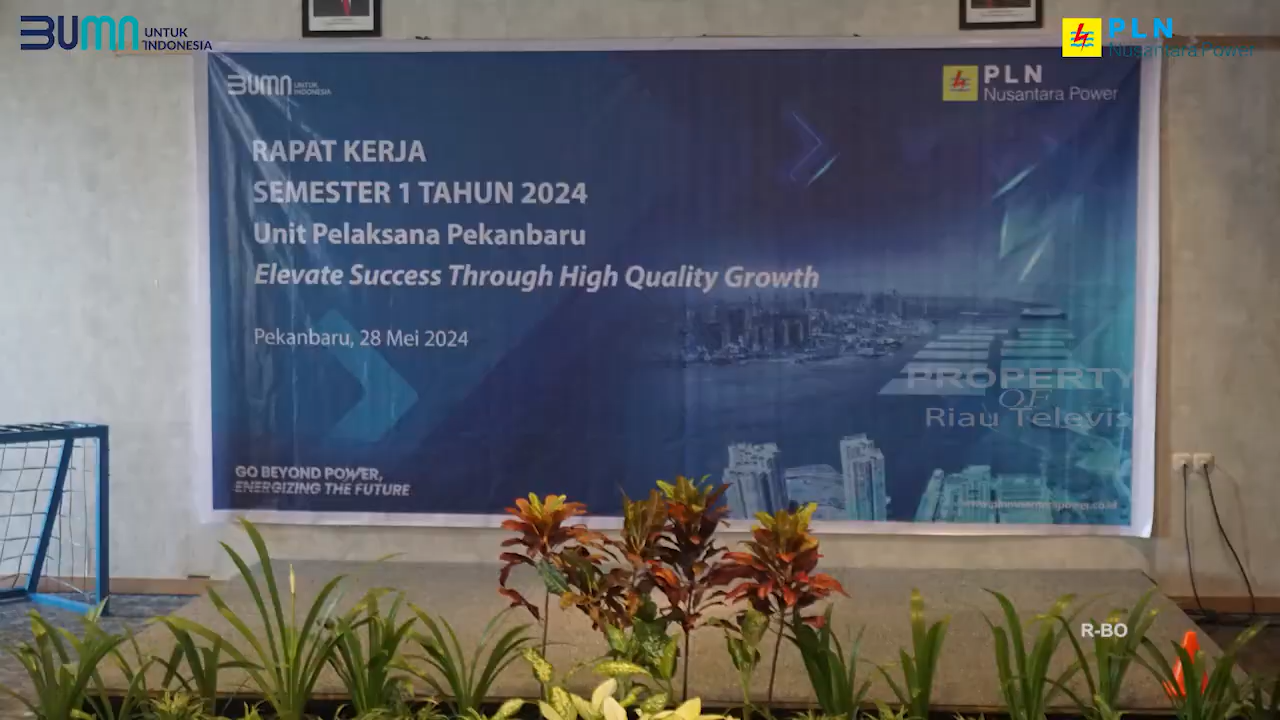 BUMN UNTUK INDONESIA
PLN
Nusantara Power
BUMN UNTUK INDONESIA
PLN
Nusantara Power
RAPAT KERJA
SEMESTER 1 TAHUN 2024
Unit Pelaksana Pekanbaru
Elevate Success Through High Quality Growth
Pekanbaru, 28 Mei 2024
PROPERTY
OF
Riau Televis
GO BEYOND POWER,
ENERGIZING THE FUTURE
R-BO